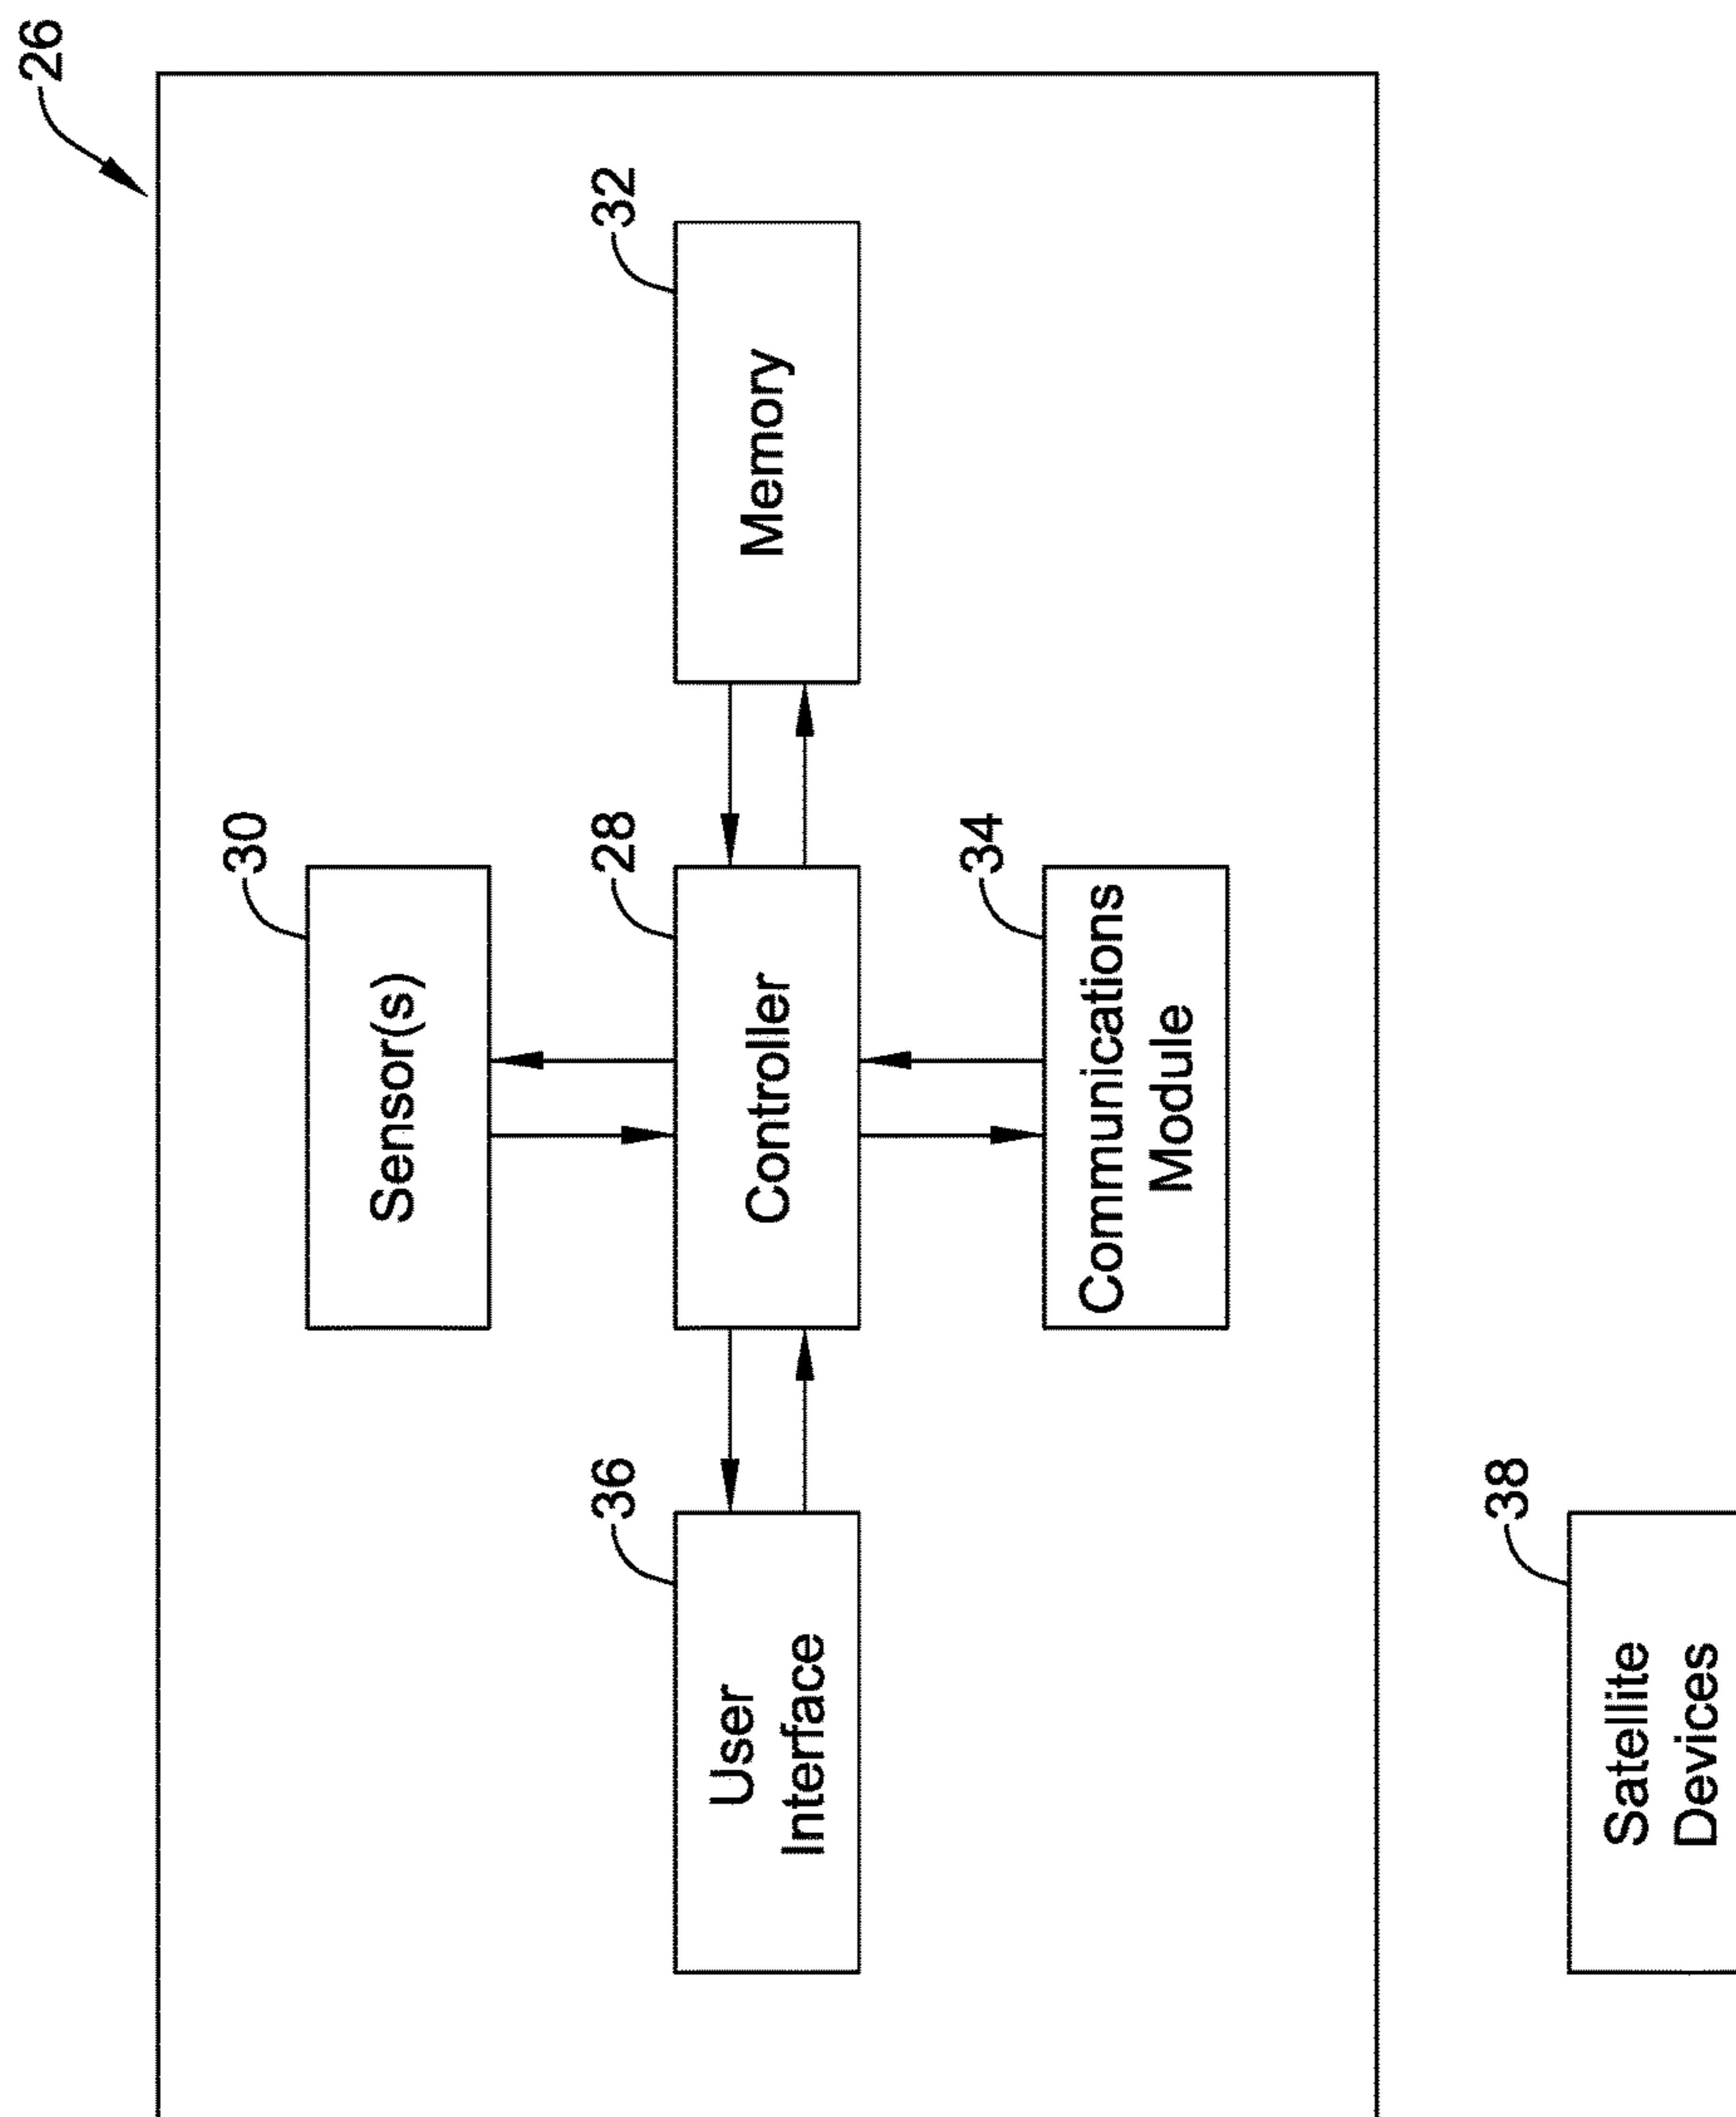 26
30
Sensor(s)
36
User
Interface
28
Controller
32
Memory
34
Communications
Module
38
Satellite
Devices